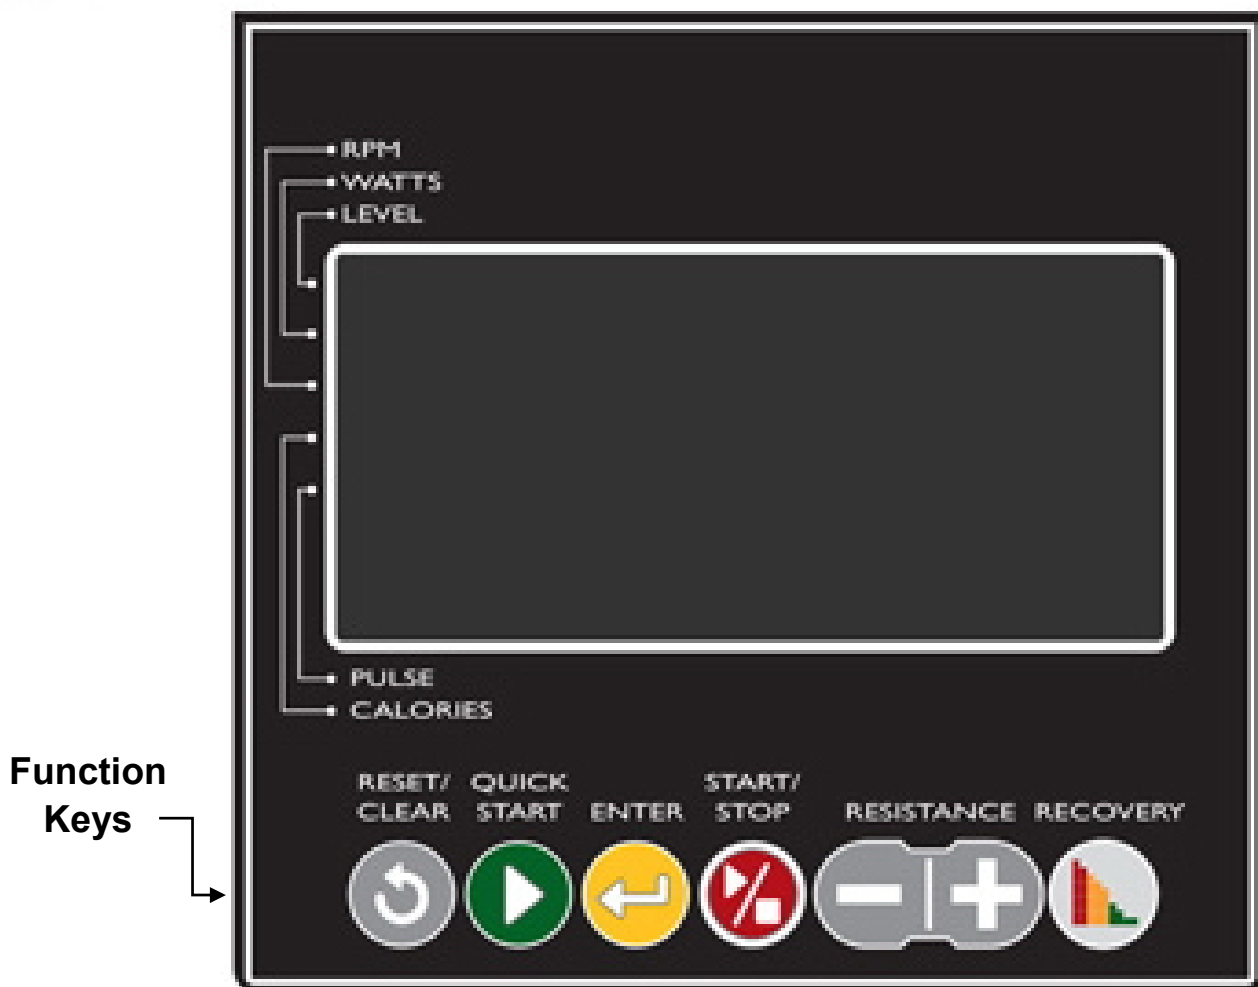 RPM
WATTS
LEVEL
PULSE
CALORIES
Function
Keys
RESET/
CLEAR
QUICK
START
ENTER
START/
STOP
RESISTANCE
RECOVERY